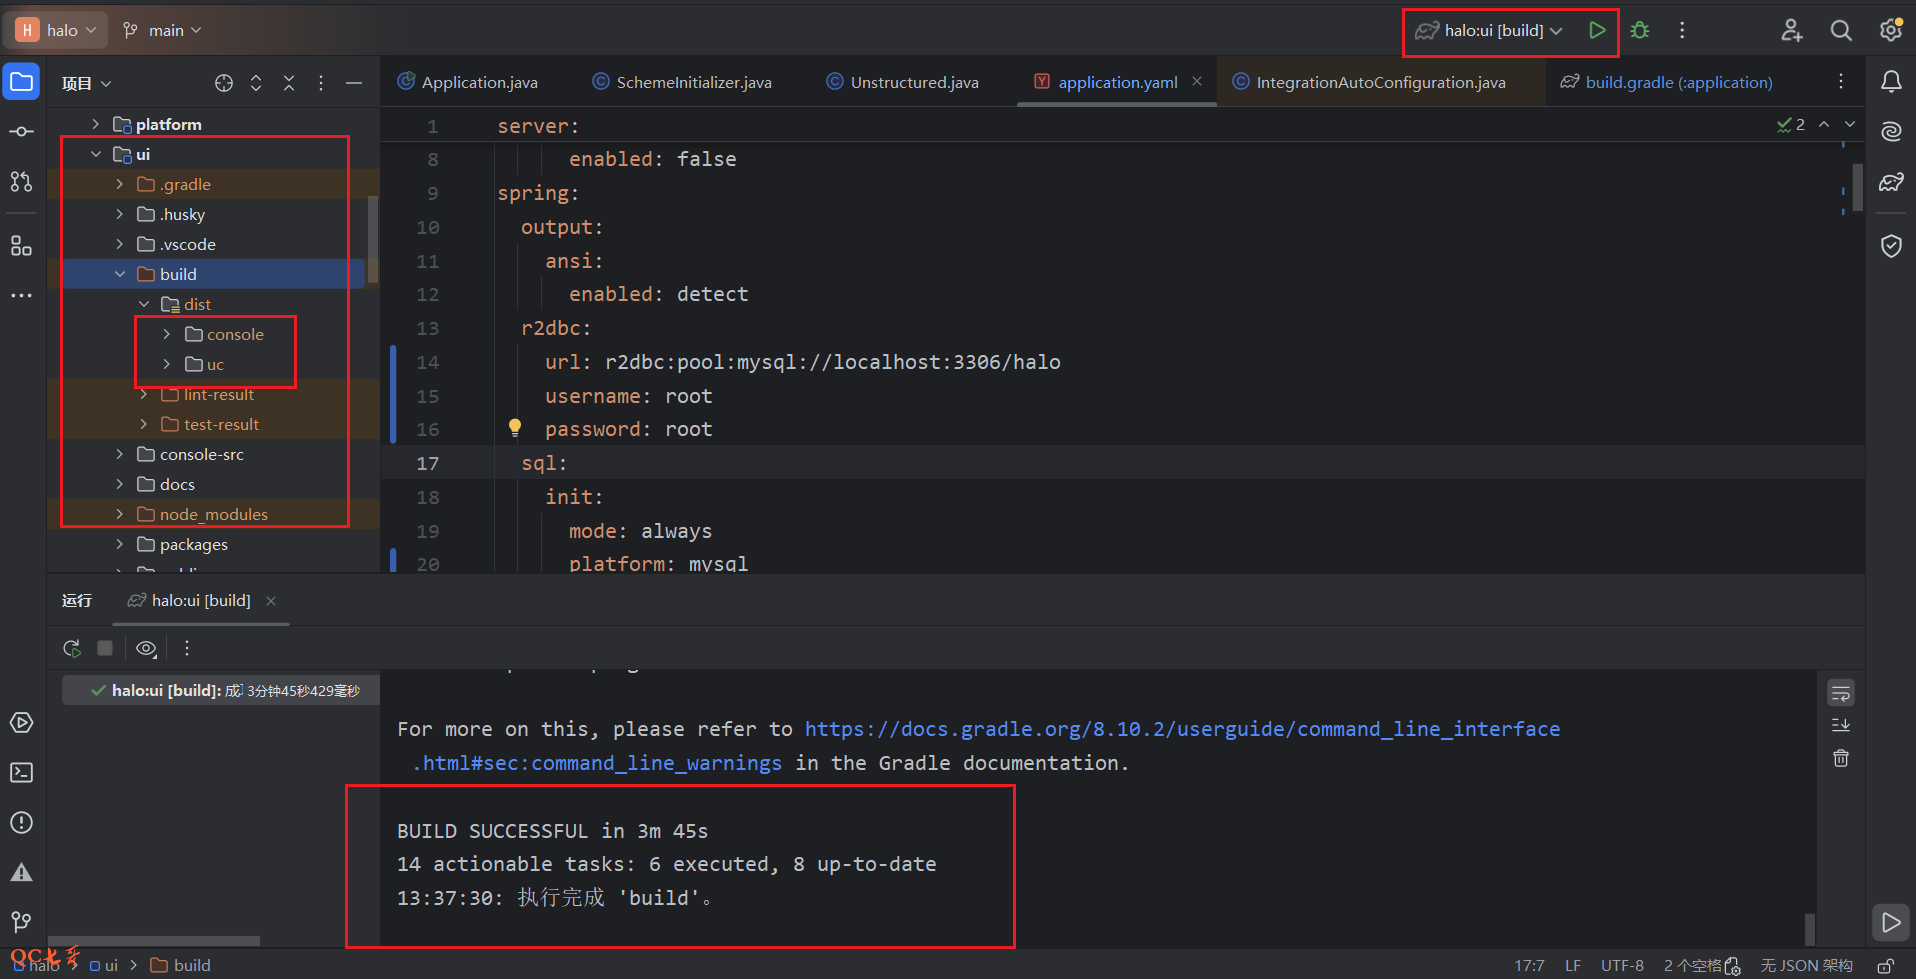 H halo main halo:ui [build]
项目 Application.java SchemeInitializer.java Unstructured.java application.yaml IntegrationAutoConfiguration.java build.gradle (:application)
platform
ui
.gradle
.husky
.vscode
build
dist
console
uc
lint-result
test-result
console-src
docs
node_modules
packages
1 server:
2
8 enabled: false
9 spring:
10 output:
11 ansi:
12 enabled: detect
13 r2dbc:
14 url: r2dbc:pool:mysql://localhost:3306/halo
15 username: root
16 password: root
17 sql:
18 init:
19 mode: always
20 platform: mysql
运行 halo:ui [build]
halo:ui [build]: 3分钟45秒429毫秒
For more on this, please refer to https://docs.gradle.org/8.10.2/userguide/command_line_interface
.html#sec:command_line_warnings in the Gradle documentation.
BUILD SUCCESSFUL in 3m 45s
14 actionable tasks: 6 executed, 8 up-to-date
13:37:30: 执行完成 'build'。
QC七哥
halo ui build 17:7 LF UTF-8 2 个空格 无 JSON 架构